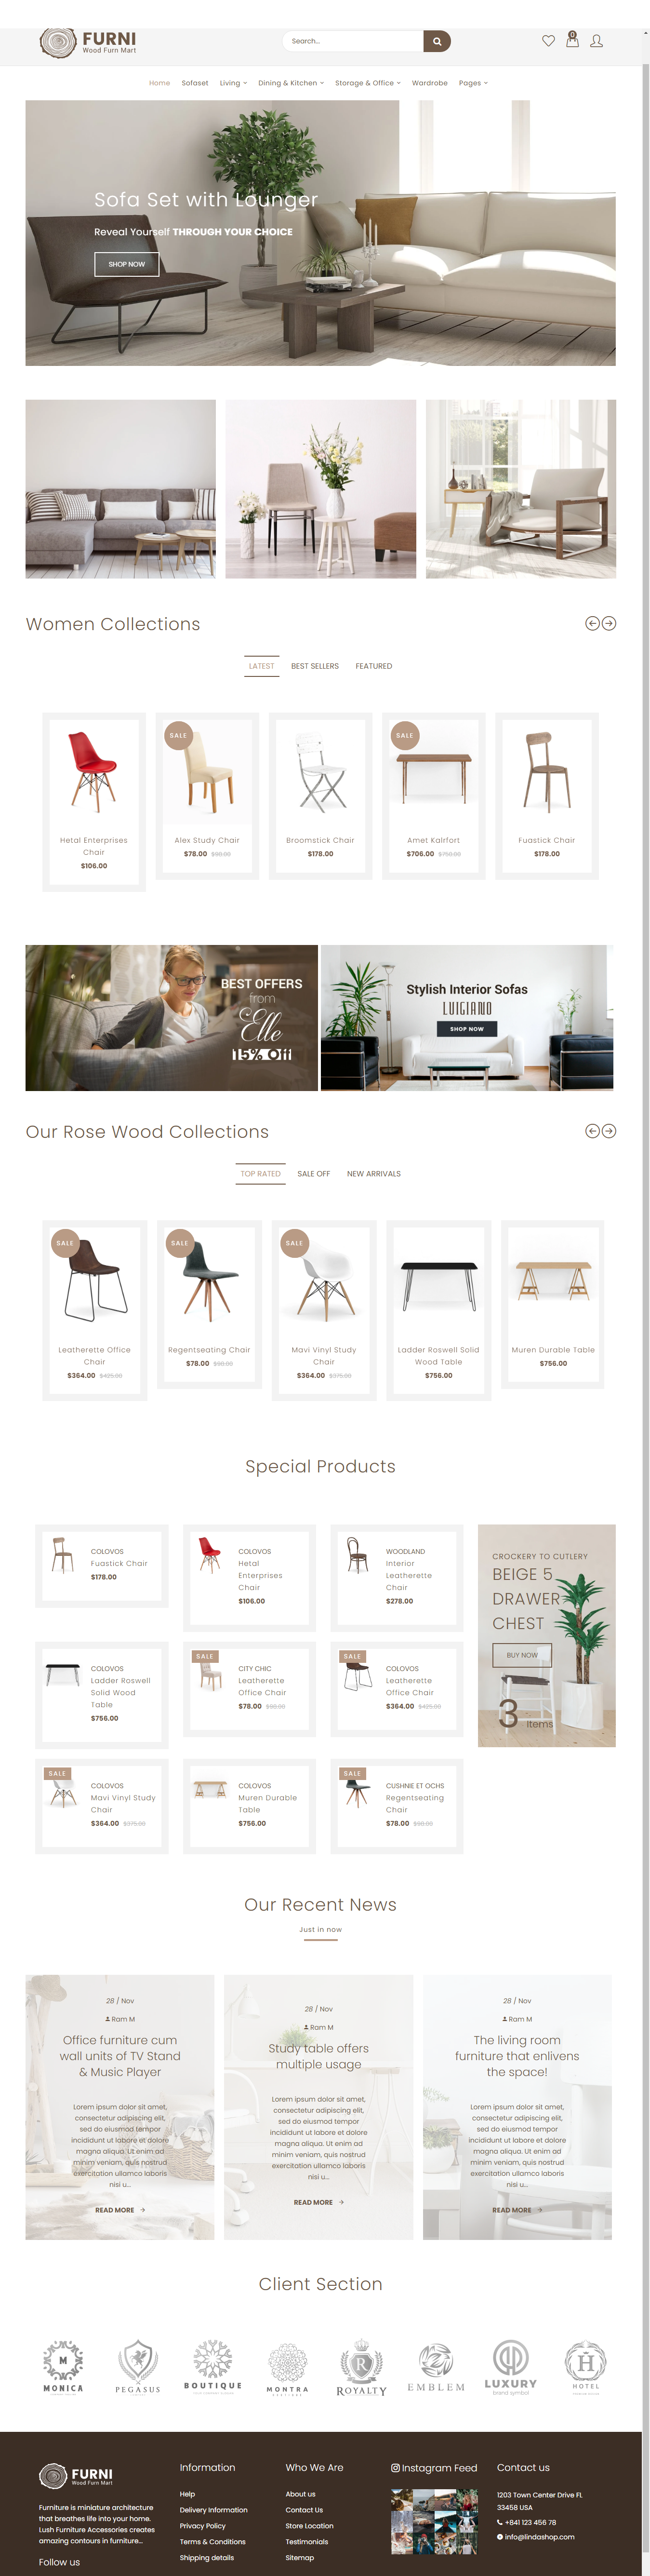 FURNI
Wood Furn Mart
Search...
0
Home Sofaset Living Dining & Kitchen Storage & Office Wardrobe Pages
Sofa Set with Lounger
Reveal Yourself THROUGH YOUR CHOICE
SHOP NOW
Women Collections
LATEST BEST SELLERS FEATURED
SALE SALE
Hetal Enterprises
Chair
$106.00
Alex Study Chair
$78.00 $90.00
Broomstick Chair
$178.00
Amet Kalrfort
$706.00 $750.00
Fuastick Chair
$178.00
BEST OFFERS
from
Elle
15% Off
Stylish Interior Sofas
LUIGIANNO
SHOP NOW
Our Rose Wood Collections
TOP RATED SALE OFF NEW ARRIVALS
SALE SALE SALE
Leatherette Office
Chair
$364.00 $425.00
Regentseating Chair
$78.00 $90.00
Mavi Vinyl Study
Chair
$364.00 $375.00
Ladder Roswell Solid
Wood Table
$756.00
Muren Durable Table
$756.00
Special Products
COLOVOS
Fuastick Chair
$178.00
COLOVOS
Hetal
Enterprises
Chair
$106.00
WOODLAND
Interior
Leatherette
Chair
$278.00
CROCKERY TO CUTLERY
BEIGE 5
DRAWER
CHEST
BUY NOW
3 Items
COLOVOS
Ladder Roswell
Solid Wood
Table
$756.00
SALE
CITY CHIC
Leatherette
Office Chair
$78.00 $90.00
SALE
COLOVOS
Leatherette
Office Chair
$364.00 $425.00
SALE
COLOVOS
Mavi Vinyl Study
Chair
$364.00 $375.00
COLOVOS
Muren Durable
Table
$756.00
SALE
CUSHNIE ET OCHS
Regentseating
Chair
$78.00
Our Recent News
Just in now
28 / Nov
Ram M
Office furniture cum
wall units of TV Stand
& Music Player
Lorem ipsum dolor sit amet,
consectetur adipiscing elit,
sed do eiusmod tempor
incididunt ut labore et dolore
magna aliqua. Ut enim ad
minim veniam, quis nostrud
exercitation ullamco laboris
nisi u...
READ MORE
28 / Nov
Ram M
Study table offers
multiple usage
Lorem ipsum dolor sit amet,
consectetur adipiscing elit,
sed do eiusmod tempor
incididunt ut labore et dolore
magna aliqua. Ut enim ad
minim veniam, quis nostrud
exercitation ullamco laboris
nisi u...
READ MORE
28 / Nov
Ram M
The living room
furniture that enlivens
the space!
Lorem ipsum dolor sit amet,
consectetur adipiscing elit,
sed do eiusmod tempor
incididunt ut labore et dolore
magna aliqua. Ut enim ad
minim veniam, quis nostrud
exercitation ullamco laboris
nisi u...
READ MORE
Client Section
M
MONICA
PEGASUS
BOUTIQUE
MONTRA
R
ROYALTY
EMBLEM
LUXURY
brand symbol
H
HOTEL
FURNI
Wood Furn Mart
Furniture is miniature architecture
that breathes life into your home.
Lush Furniture Accessories creates
amazing contours in furniture...
Follow us
Information
Help
Delivery Information
Privacy Policy
Terms & Conditions
Shipping details
Who We Are
About us
Contact Us
Store Location
Testimonials
Sitemap
Instagram Feed
Contact us
1203 Town Center Drive FL
33458 USA
+841 123 456 78
info@lindashop.com